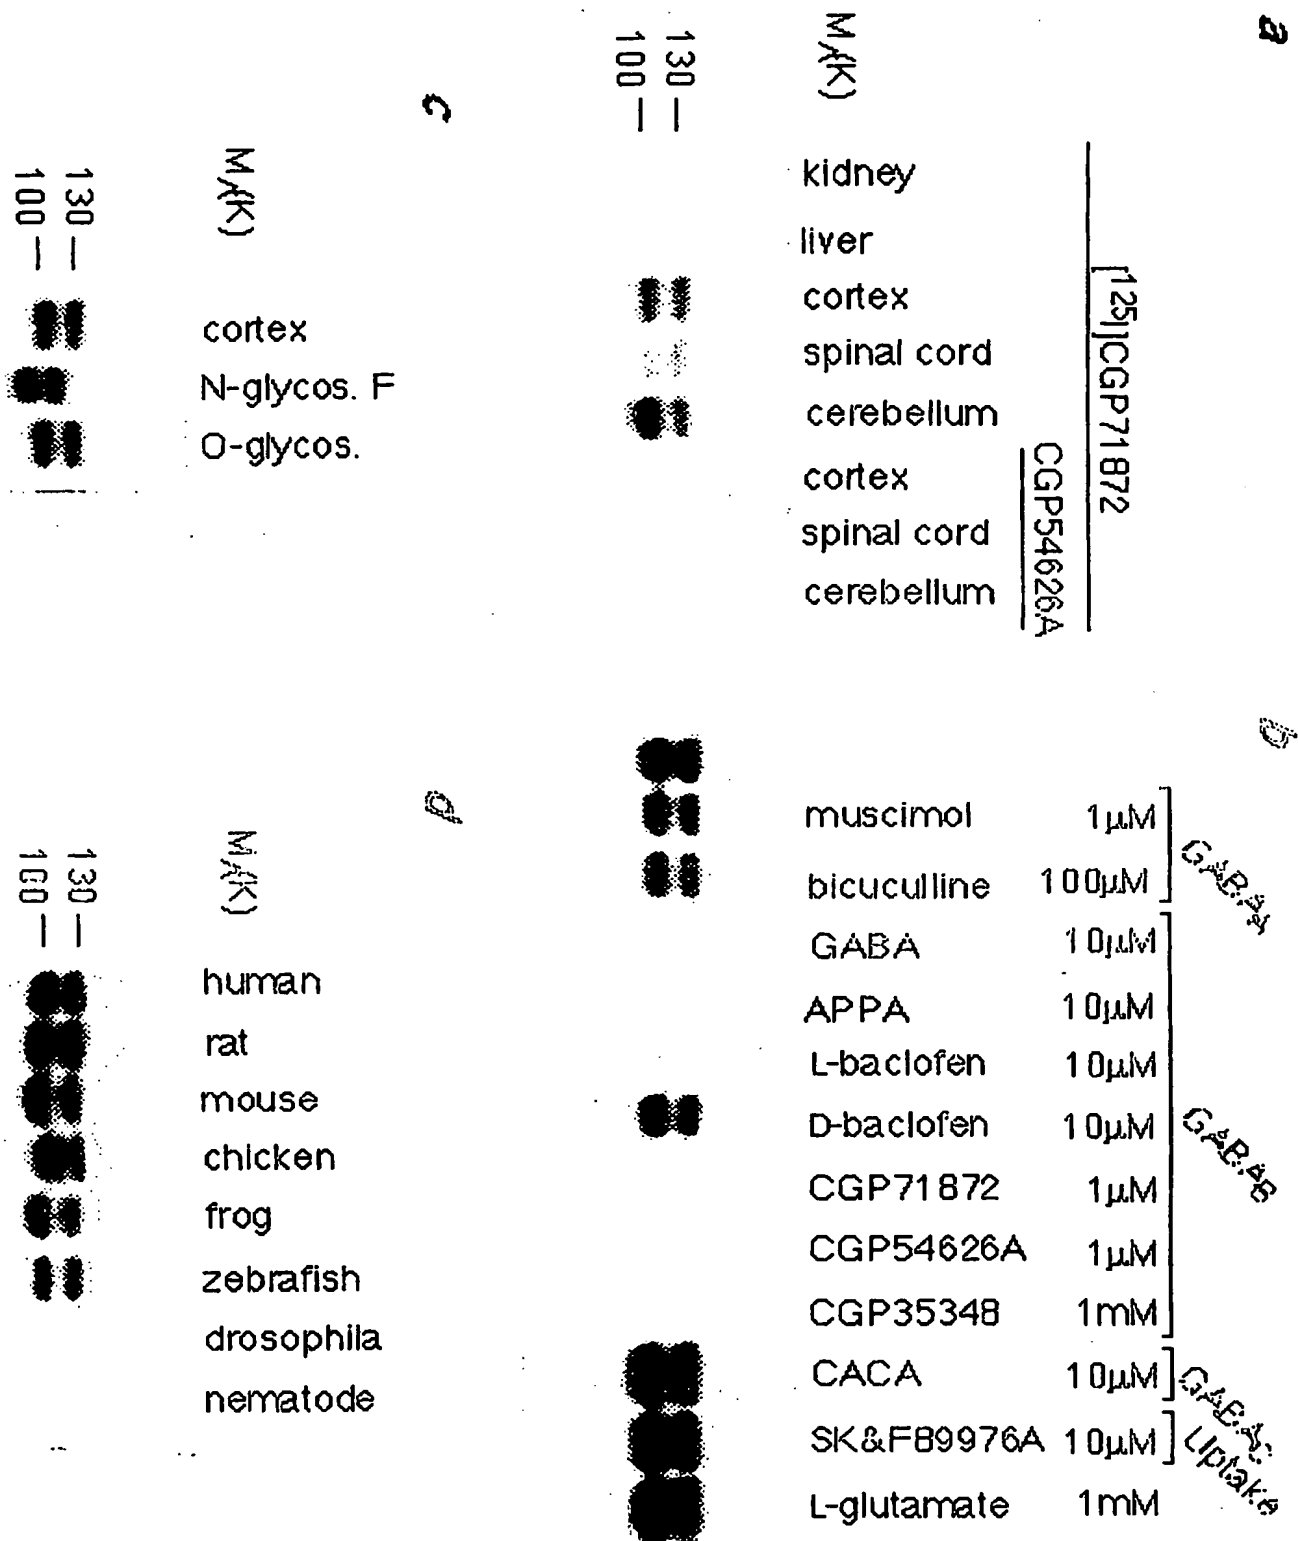 a
[125I]CGP71872
CGP54626A
Mr(K)
130
100
kidney
liver
cortex
spinal cord
cerebellum
cortex
spinal cord
cerebellum
b
muscimol 1µM
bicuculline 100µM
GABAA
GABA 10µM
APPA 10µM
L-baclofen 10µM
D-baclofen 10µM
CGP71872 1µM
CGP54626A 1µM
CGP35348 1mM
GABAB
CACA 10µM
GABAC
SK&F89976A 10µM
Uptake
L-glutamate 1mM
c
Mr(K)
130
100
cortex
N-glycos. F
O-glycos.
d
Mr(K)
130
100
human
rat
mouse
chicken
frog
zebrafish
drosophila
nematode